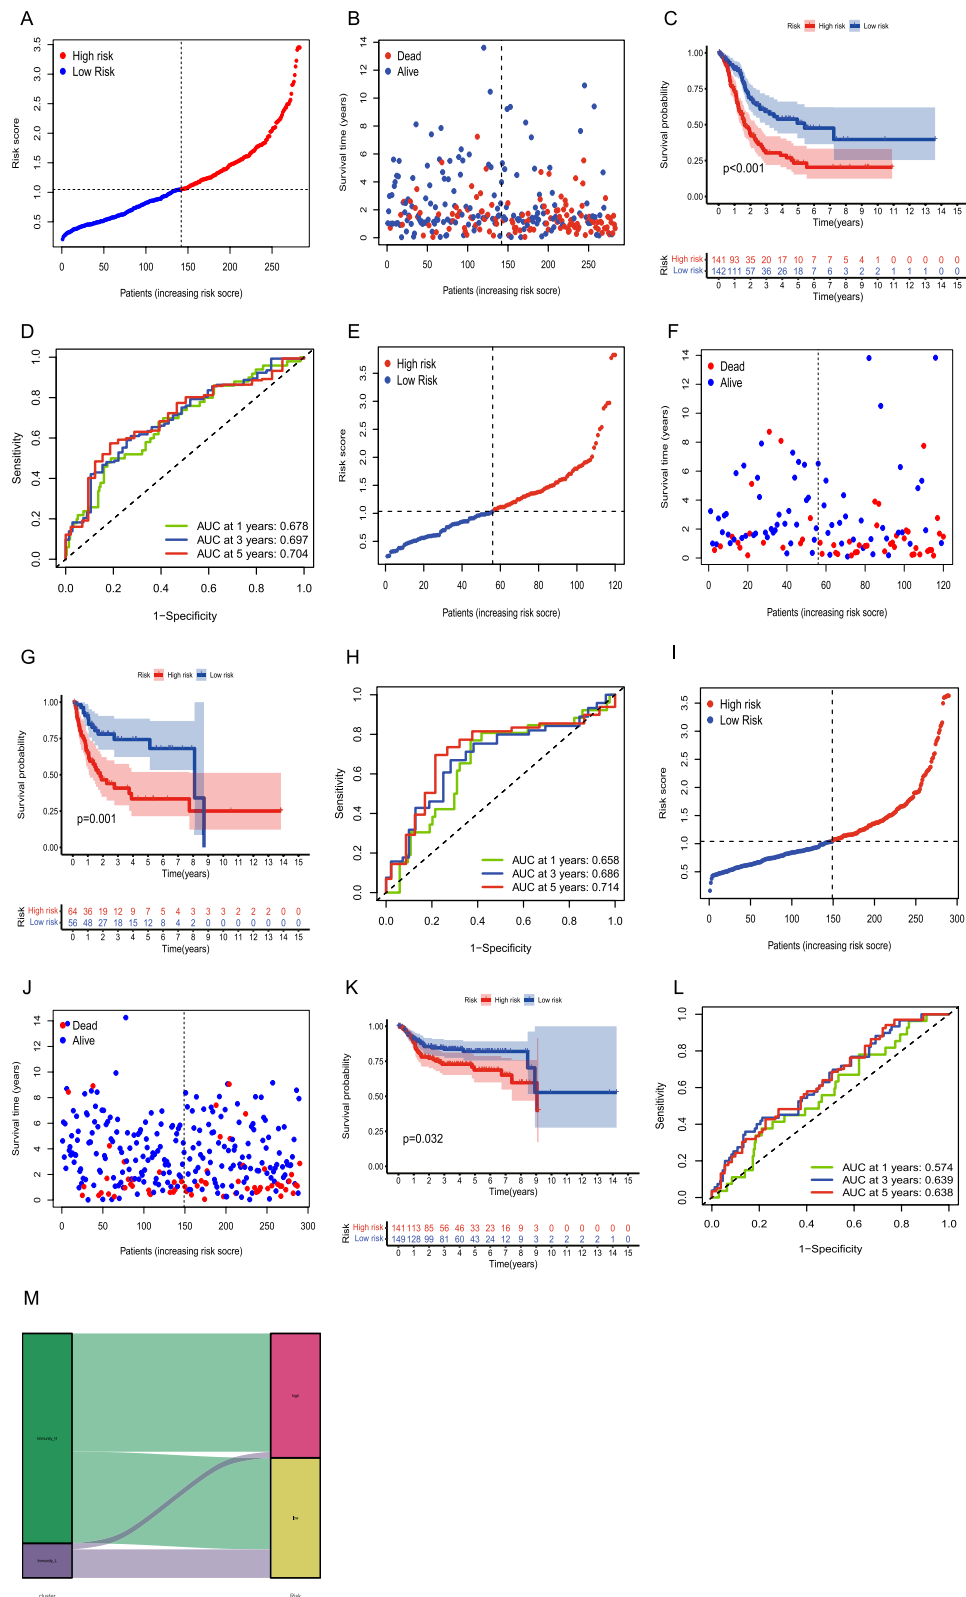 A
Risk score
3.5
3.0
2.5
2.0
1.5
1.0
0.5
High risk
Low Risk
0 50 100 150 200 250
Patients (increasing risk socre)
B
Survival time (years)
14
12
10
8
6
4
2
0
Dead
Alive
0 50 100 150 200 250
Patients (increasing risk socre)
C
Risk High risk Low risk
Survival probability
1.00
0.75
0.50
0.25
0.00
p<0.001
0 1 2 3 4 5 6 7 8 9 10 11 12 13 14 15
Time(years)
Risk
High risk 141 93 35 20 17 10 7 7 5 4 1 0 0 0 0 0
Low risk 142 111 57 36 26 18 7 6 3 2 2 1 1 1 0 0
0 1 2 3 4 5 6 7 8 9 10 11 12 13 14 15
Time(years)
D
Sensitivity
1.0
0.8
0.6
0.4
0.2
0.0
AUC at 1 years: 0.678
AUC at 3 years: 0.697
AUC at 5 years: 0.704
0.0 0.2 0.4 0.6 0.8 1.0
1−Specificity
E
Risk score
3.5
3.0
2.5
2.0
1.5
1.0
0.5
High risk
Low Risk
0 20 40 60 80 100 120
Patients (increasing risk socre)
F
Survival time (years)
14
12
10
8
6
4
2
0
Dead
Alive
0 20 40 60 80 100 120
Patients (increasing risk socre)
G
Risk High risk Low risk
Survival probability
1.00
0.75
0.50
0.25
0.00
p=0.001
0 1 2 3 4 5 6 7 8 9 10 11 12 13 14 15
Time(years)
Risk
High risk 64 36 19 12 9 7 5 4 3 3 3 2 2 2 0 0
Low risk 56 48 27 18 15 12 8 4 2 0 0 0 0 0 0 0
0 1 2 3 4 5 6 7 8 9 10 11 12 13 14 15
Time(years)
H
Sensitivity
1.0
0.8
0.6
0.4
0.2
0.0
AUC at 1 years: 0.658
AUC at 3 years: 0.686
AUC at 5 years: 0.714
0.0 0.2 0.4 0.6 0.8 1.0
1−Specificity
I
Risk score
3.5
3.0
2.5
2.0
1.5
1.0
0.5
High risk
Low Risk
0 50 100 150 200 250 300
Patients (increasing risk socre)
J
Survival time (years)
14
12
10
8
6
4
2
0
Dead
Alive
0 50 100 150 200 250 300
Patients (increasing risk socre)
K
Risk High risk Low risk
Survival probability
1.00
0.75
0.50
0.25
0.00
p=0.032
0 1 2 3 4 5 6 7 8 9 10 11 12 13 14 15
Time(years)
Risk
High risk 141 113 85 56 46 33 23 16 9 3 0 0 0 0 0 0
Low risk 149 128 99 81 60 43 24 12 9 3 2 2 2 2 1 0
0 1 2 3 4 5 6 7 8 9 10 11 12 13 14 15
Time(years)
L
Sensitivity
1.0
0.8
0.6
0.4
0.2
0.0
AUC at 1 years: 0.574
AUC at 3 years: 0.639
AUC at 5 years: 0.638
0.0 0.2 0.4 0.6 0.8 1.0
1−Specificity
M
immunity_H
immunity_L
high
low
cluster
Risk